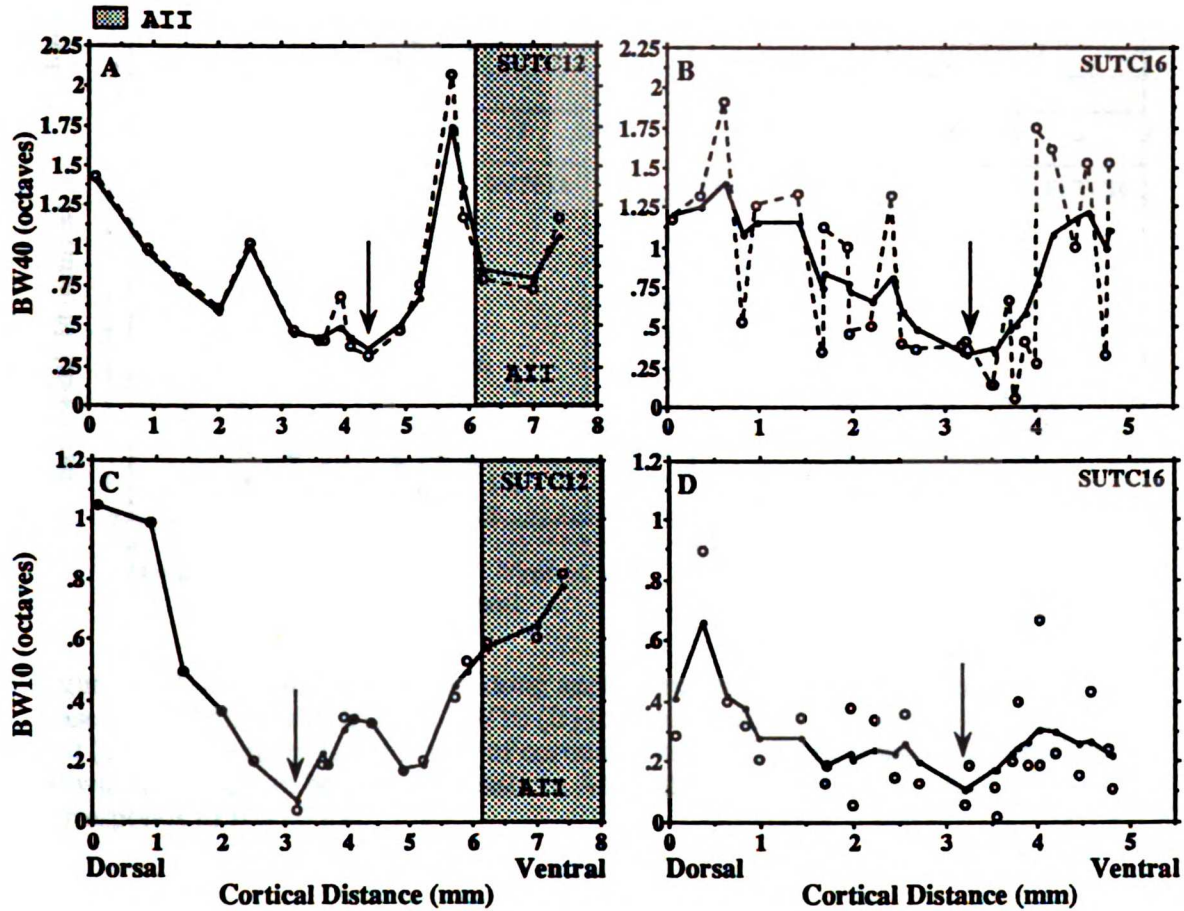 AII
2.25
2
1.75
1.5
1.25
1
.75
.5
.25
0
BW40 (octaves)
A
SUTC12
AII
0 1 2 3 4 5 6 7 8
2.25
2
1.75
1.5
1.25
1
.75
.5
.25
0
B
SUTC16
0 1 2 3 4 5
1.2
1
.8
.6
.4
.2
0
BW10 (octaves)
C
SUTC12
AII
0 1 2 3 4 5 6 7 8
Dorsal Ventral
Cortical Distance (mm)
1.2
1
.8
.6
.4
.2
0
D
SUTC16
0 1 2 3 4 5
Dorsal Ventral
Cortical Distance (mm)